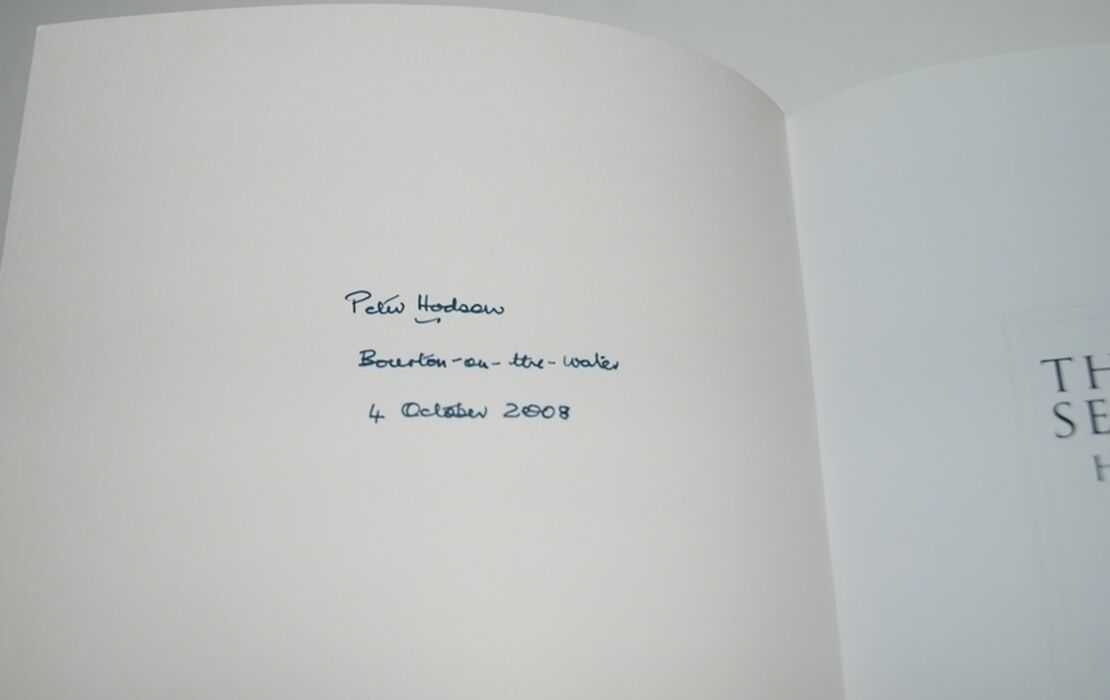 Peter Hodson
Bourton-on-the-Water
4 October 2008
TH
SE
H